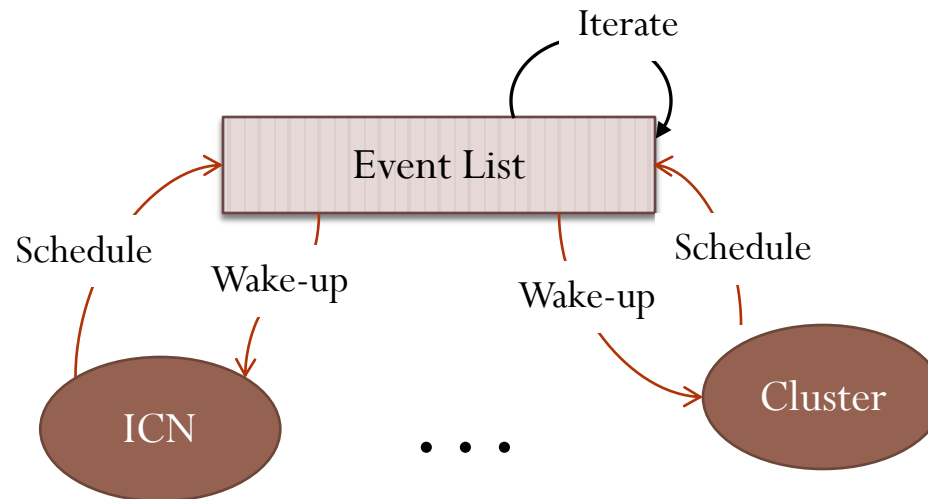 Iterate
Event List
Schedule
Wake-up
Wake-up
Schedule
ICN
Cluster
. . .